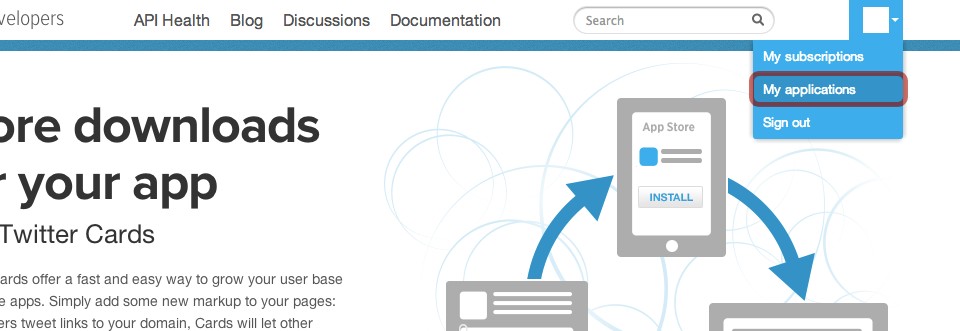 velopers
API Health Blog Discussions Documentation
Search
My subscriptions
My applications
Sign out
ore downloads
r your app
Twitter Cards
ards offer a fast and easy way to grow your user base
e apps. Simply add some new markup to your pages:
ers tweet links to your domain, Cards will let other
App Store
INSTALL